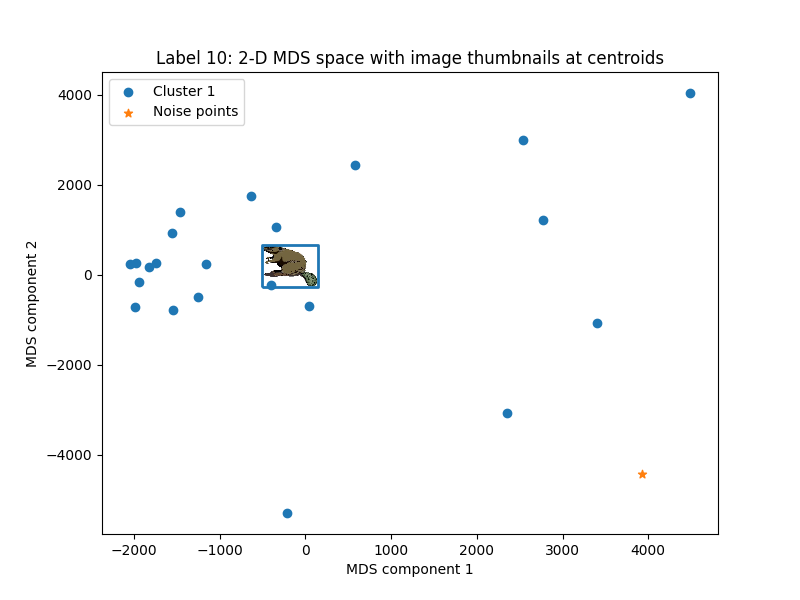 Label 10: 2-D MDS space with image thumbnails at centroids
Cluster 1
Noise points
MDS component 2
4000
2000
0
−2000
−4000
−2000
−1000
0
1000
2000
3000
4000
MDS component 1